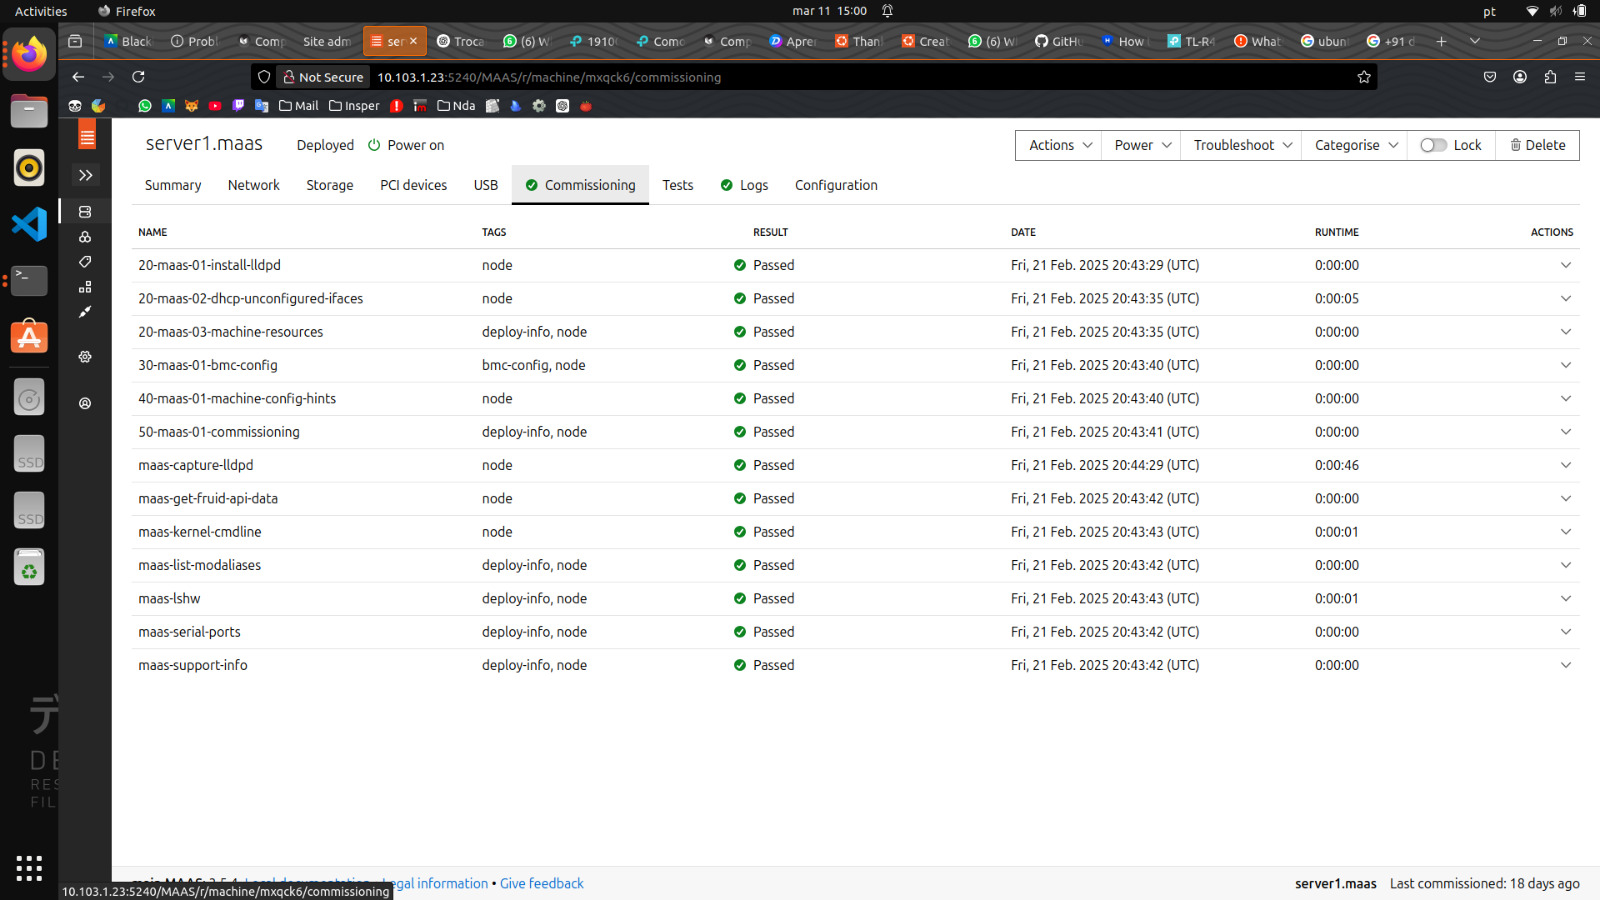 Activities
Firefox
mar 11 15:00
pt
Black
Probl
Comp
Site adm
ser
Troca
(6) W
1910
Como
Comp
Apren
Thank
Creat
(6) W
GitHu
How
TL-R4
What
ubun
+91 d
Not Secure
10.103.1.23:5240/MAAS/r/machine/mxqck6/commissioning
Mail
Insper
Nda
server1.maas
Deployed
Power on
Actions
Power
Troubleshoot
Categorise
Lock
Delete
Summary
Network
Storage
PCI devices
USB
Commissioning
Tests
Logs
Configuration
NAME TAGS RESULT DATE RUNTIME ACTIONS
20-maas-01-install-lldpd node Passed Fri, 21 Feb. 2025 20:43:29 (UTC) 0:00:00
20-maas-02-dhcp-unconfigured-ifaces node Passed Fri, 21 Feb. 2025 20:43:35 (UTC) 0:00:05
20-maas-03-machine-resources deploy-info, node Passed Fri, 21 Feb. 2025 20:43:35 (UTC) 0:00:00
30-maas-01-bmc-config bmc-config, node Passed Fri, 21 Feb. 2025 20:43:40 (UTC) 0:00:00
40-maas-01-machine-config-hints node Passed Fri, 21 Feb. 2025 20:43:40 (UTC) 0:00:00
50-maas-01-commissioning deploy-info, node Passed Fri, 21 Feb. 2025 20:43:41 (UTC) 0:00:00
maas-capture-lldpd node Passed Fri, 21 Feb. 2025 20:44:29 (UTC) 0:00:46
maas-get-fruid-api-data node Passed Fri, 21 Feb. 2025 20:43:42 (UTC) 0:00:00
maas-kernel-cmdline node Passed Fri, 21 Feb. 2025 20:43:43 (UTC) 0:00:01
maas-list-modaliases deploy-info, node Passed Fri, 21 Feb. 2025 20:43:42 (UTC) 0:00:00
maas-lshw deploy-info, node Passed Fri, 21 Feb. 2025 20:43:43 (UTC) 0:00:01
maas-serial-ports deploy-info, node Passed Fri, 21 Feb. 2025 20:43:42 (UTC) 0:00:00
maas-support-info deploy-info, node Passed Fri, 21 Feb. 2025 20:43:42 (UTC) 0:00:00
SSD
SSD
デ
DE
RES
FIL
Legal information • Give feedback
server1.maas Last commissioned: 18 days ago
10.103.1.23:5240/MAAS/r/machine/mxqck6/commissioning